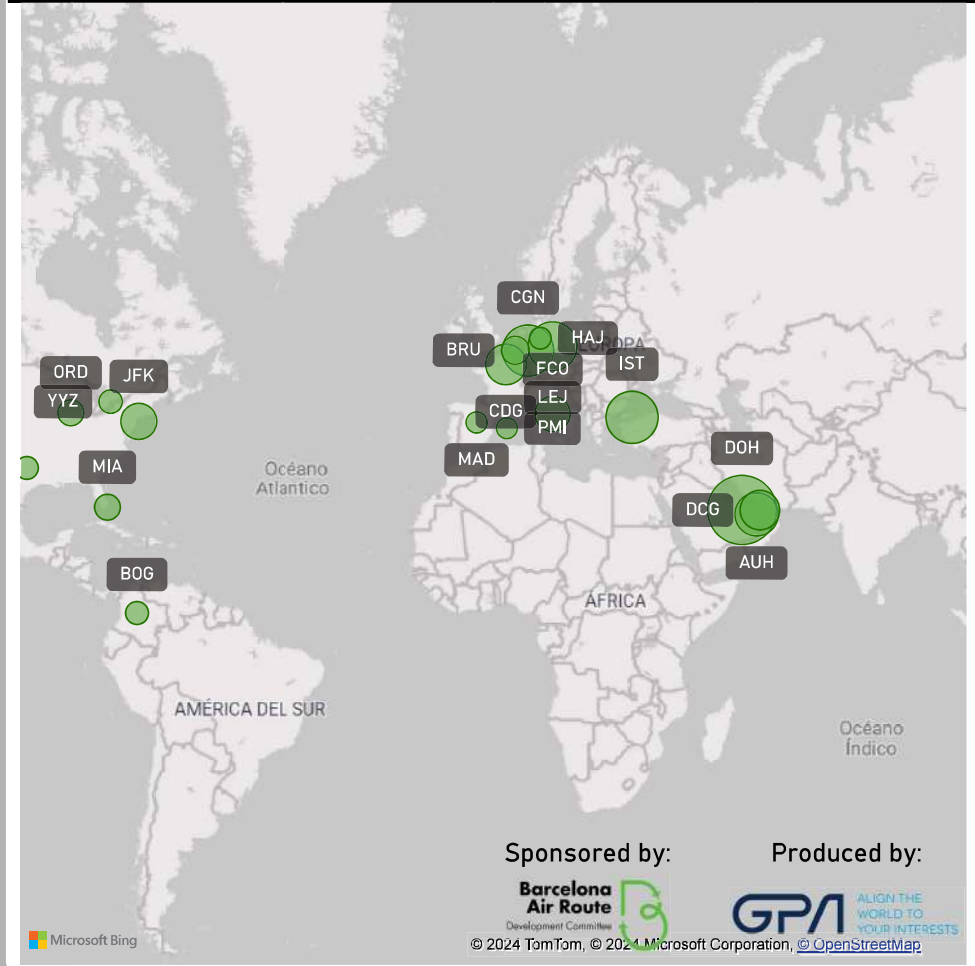 CGN
BRU
HAJ
EUROPA
FCO
IST
ORD
JFK
YYZ
LEJ
CDG
PMI
MAD
DOH
MIA
Océano
Atlantico
DCG
AUH
BOG
ÁFRICA
AMÉRICA DEL SUR
Océano
Índico
Sponsored by:
Produced by:
Barcelona
Air Route
Development Committee
GPA
ALIGN THE
WORLD TO
YOUR INTERESTS
Microsoft Bing
© 2024 TomTom, © 2024 Microsoft Corporation, © OpenStreetMap